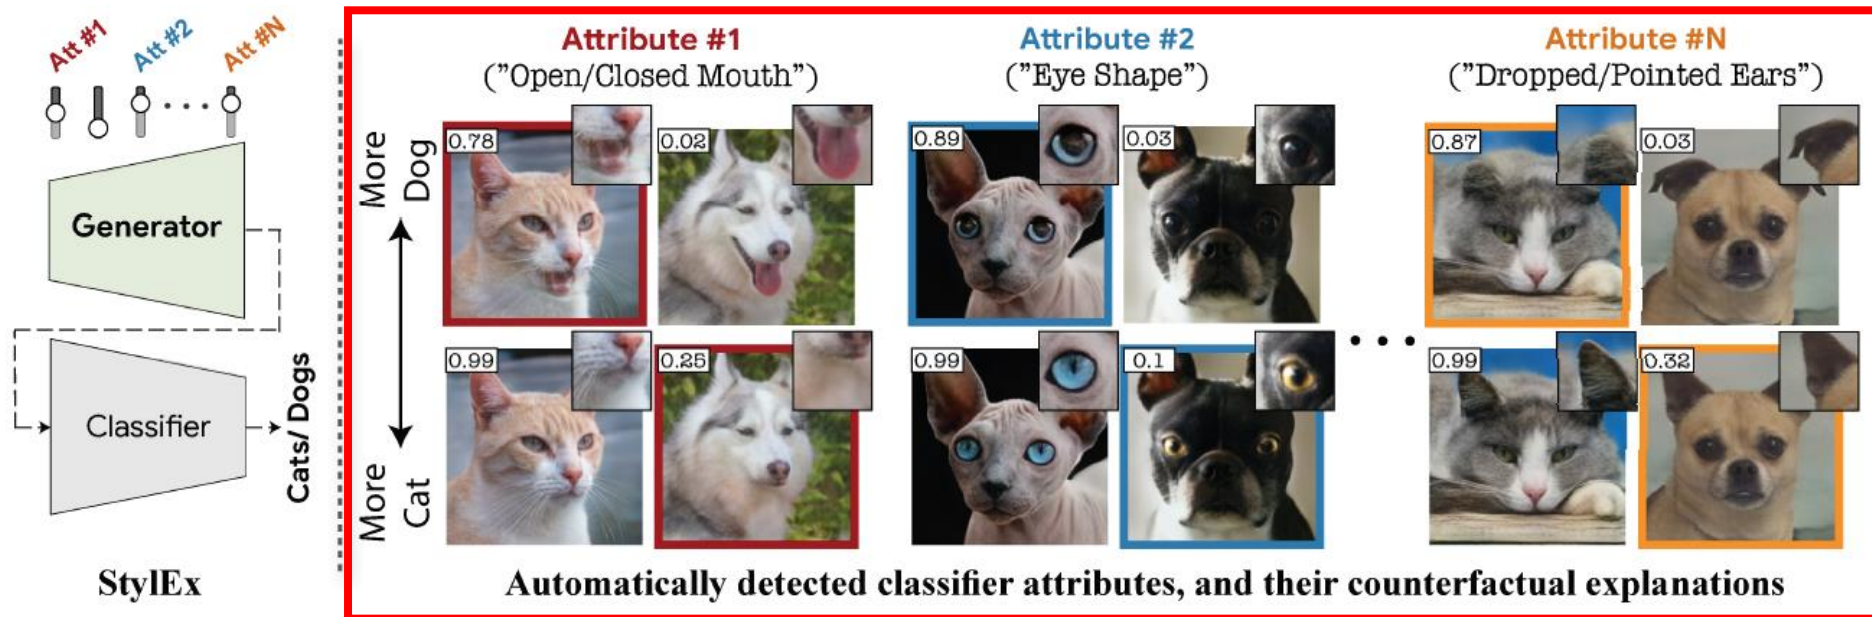 Att #1
Att #2
Att #N
Generator
Classifier
Cats/ Dogs
StylEx
Attribute #1
("Open/Closed Mouth")
Attribute #2
("Eye Shape")
Attribute #N
("Dropped/Pointed Ears")
More Dog
0.78
0.02
0.89
0.03
0.87
0.03
More Cat
0.99
0.25
0.99
0.1
0.99
0.32
Automatically detected classifier attributes, and their counterfactual explanations